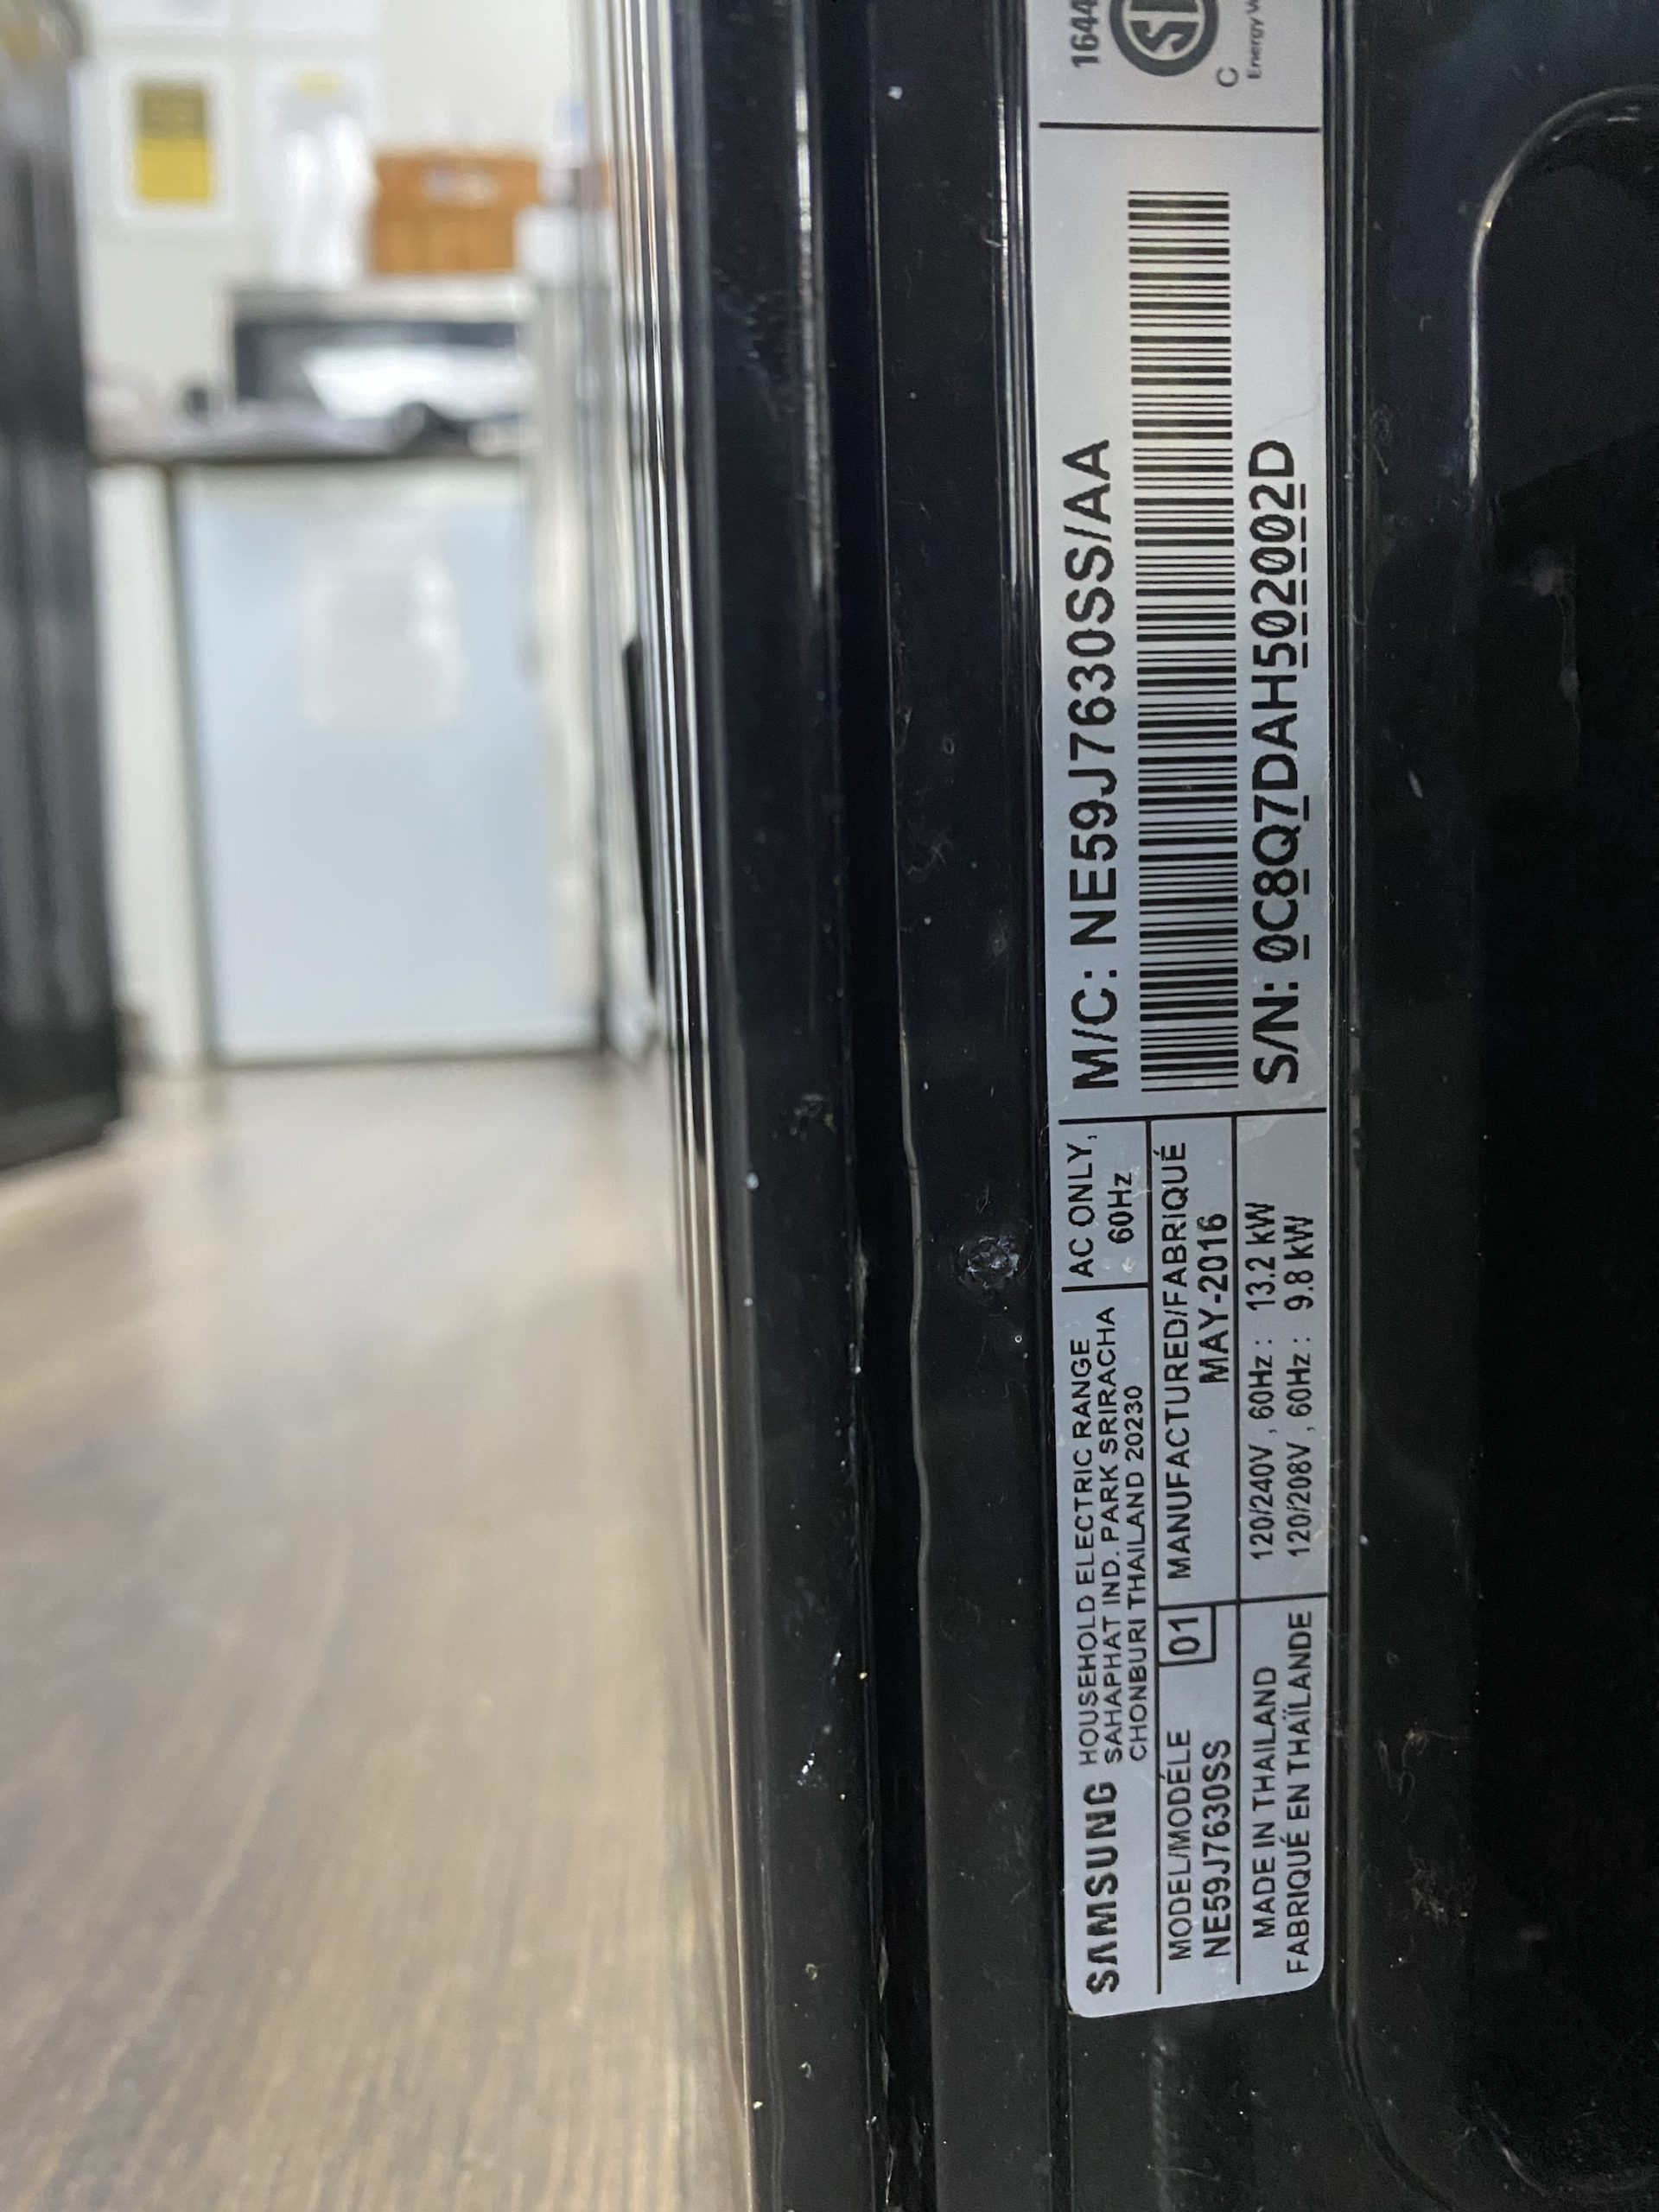 SAMSUNG
HOUSEHOLD ELECTRIC RANGE
SAHAPHAT IND. PARK SRIRACHA
CHONBURI THAILAND 20230
AC ONLY,
60Hz
MODEL/MODÉLE
NE59J7630SS
01
MANUFACTURED/FABRIQUÉ
MAY-2016
MADE IN THAILAND
FABRIQUÉ EN THAÏLANDE
120/240V , 60Hz : 13.2 kW
120/208V , 60Hz : 9.8 kW
M/C: NE59J7630SS/AA
S/N: 0C8Q7DAH502002D
1644
C
Energy